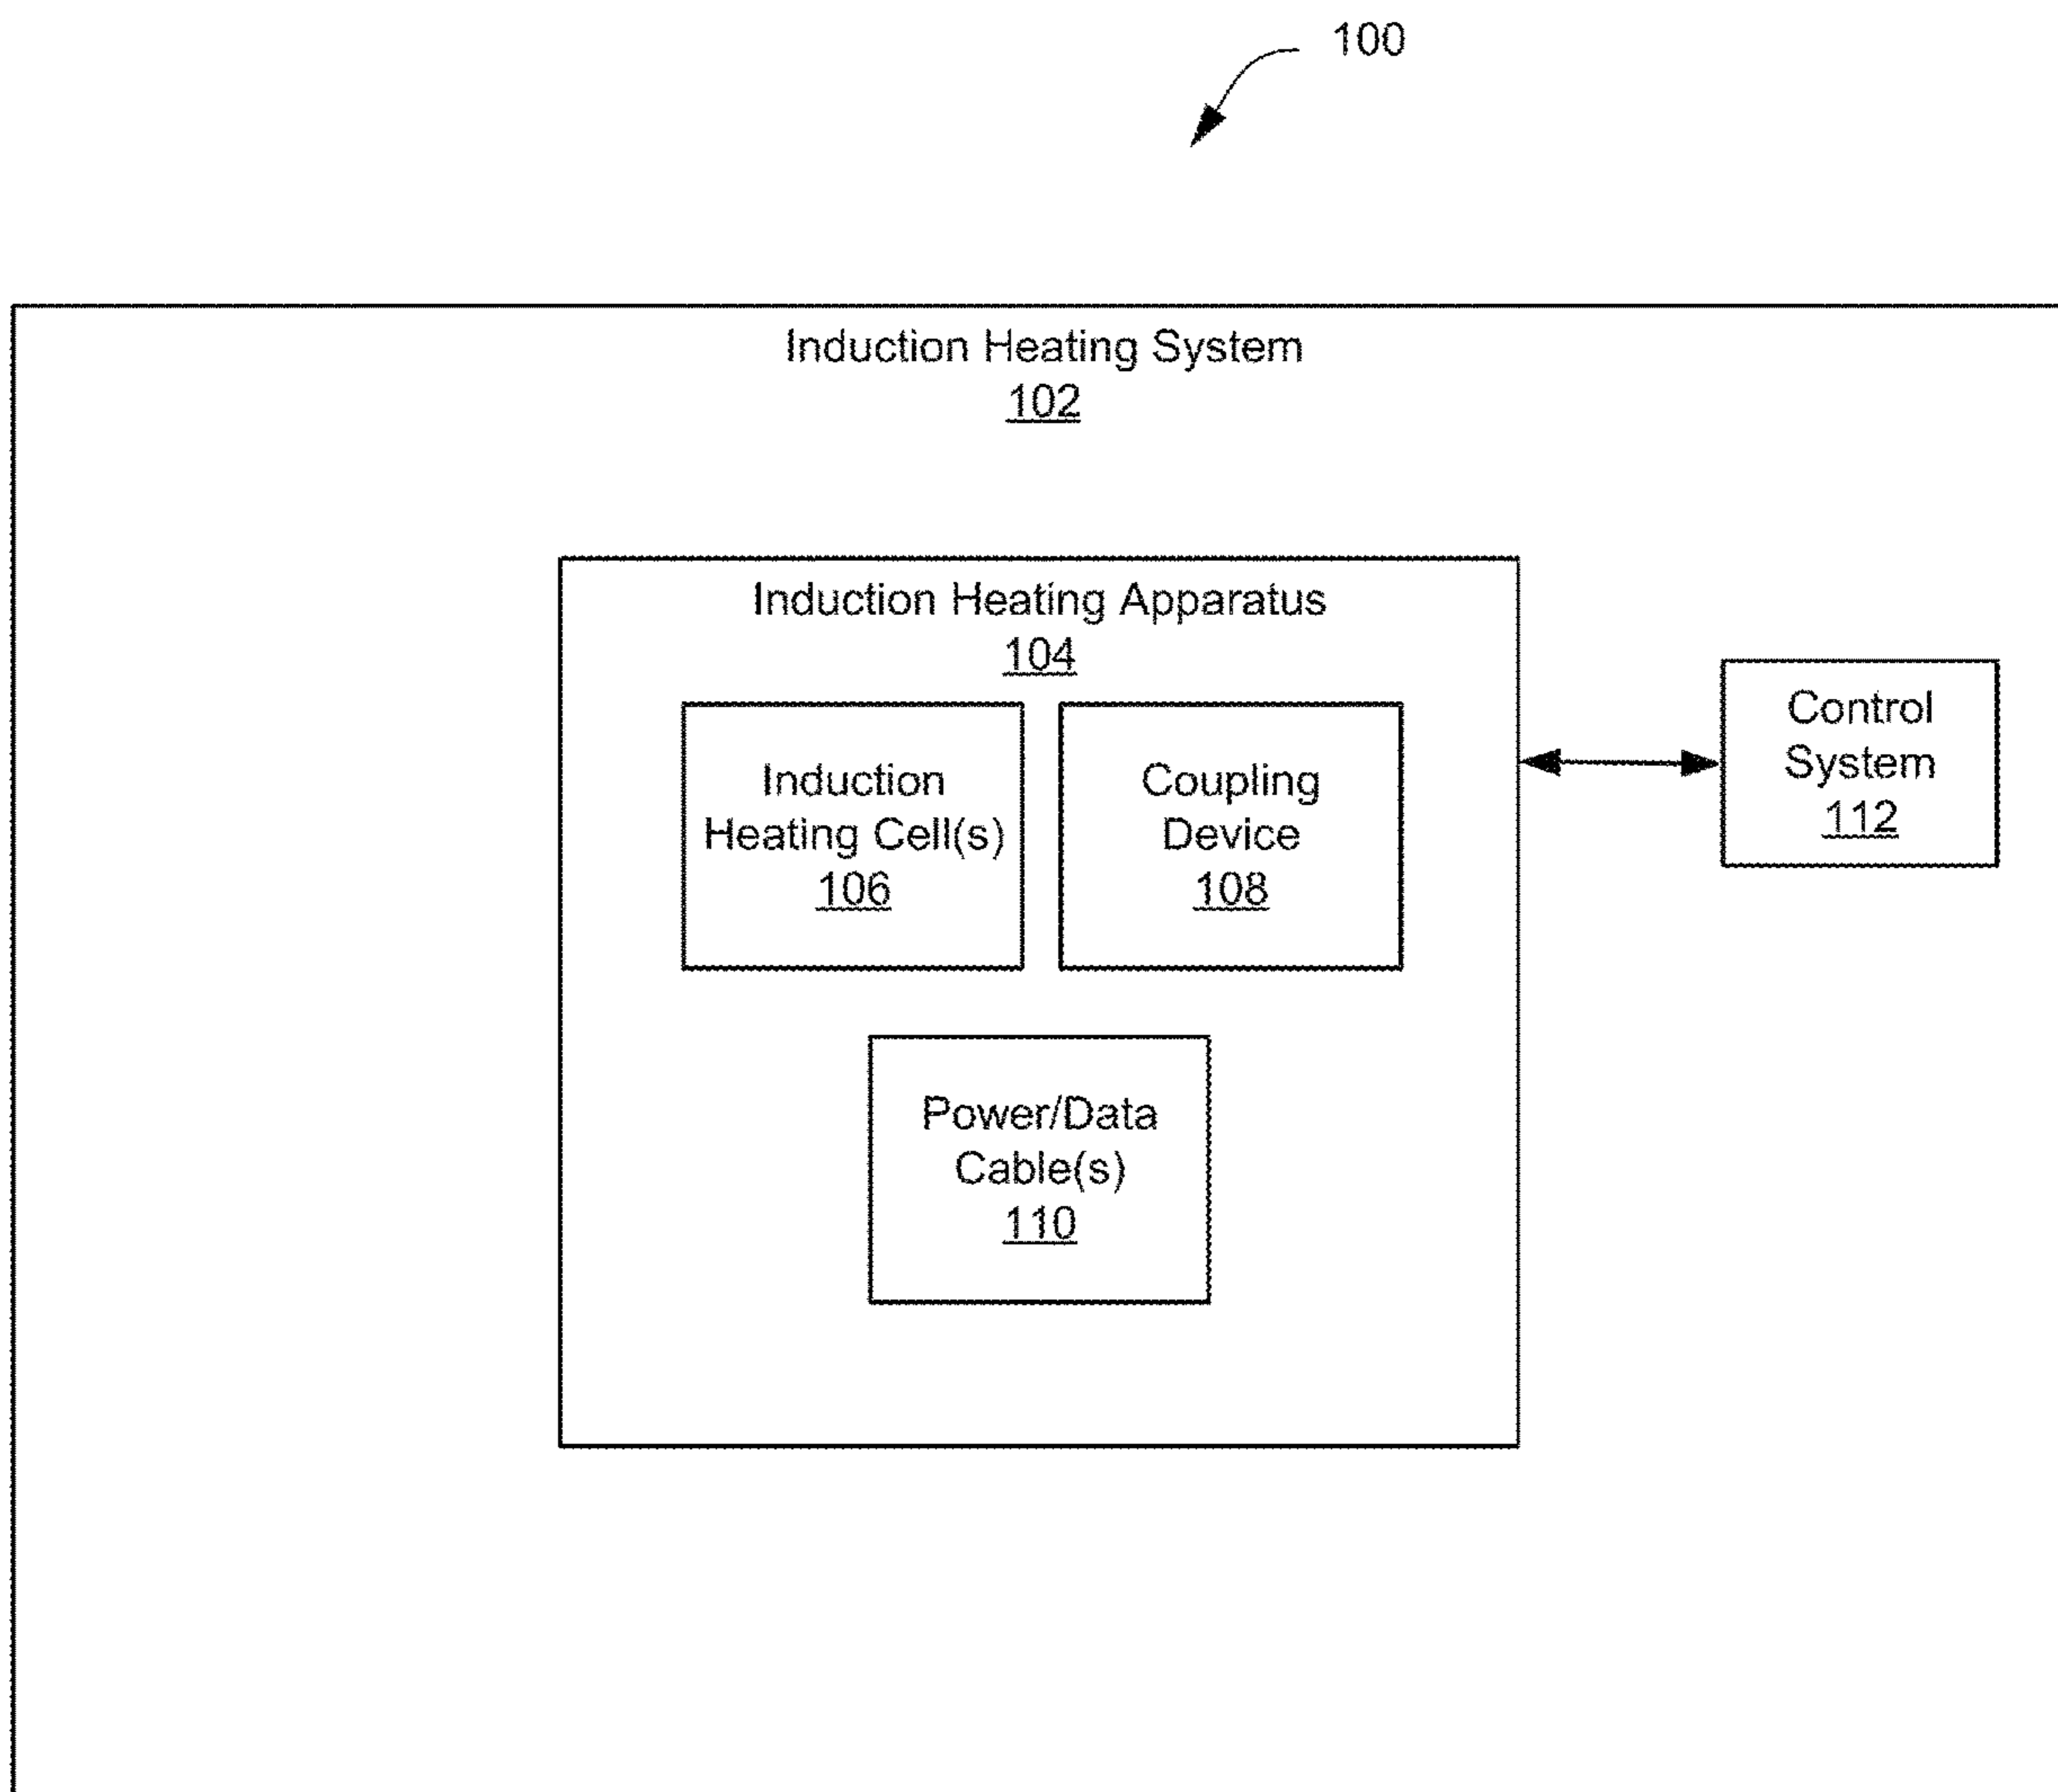 100
Induction Heating System
102
Induction Heating Apparatus
104
Induction
Heating Cell(s)
106
Coupling
Device
108
Control
System
112
Power/Data
Cable(s)
110